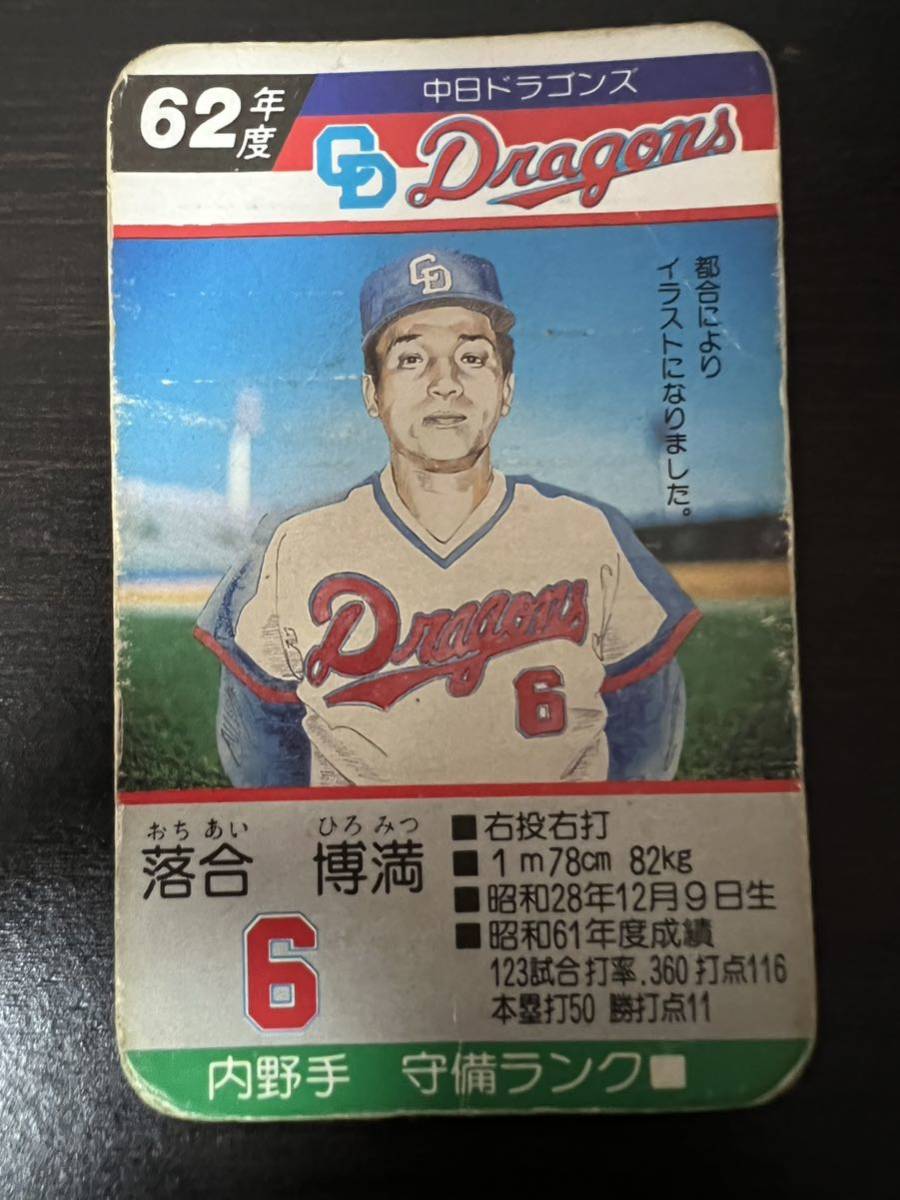 62年度
中日ドラゴンズ
CD Dragons
都合により
イラストになりました。
CD
Dragons
6
おち あい ひろ みつ
落合 博満
6
■右投右打
■1m78cm 82kg
■昭和28年12月9日生
■昭和61年度成績
123試合 打率.360 打点116
本塁打50 勝打点11
内野手 守備ランク■